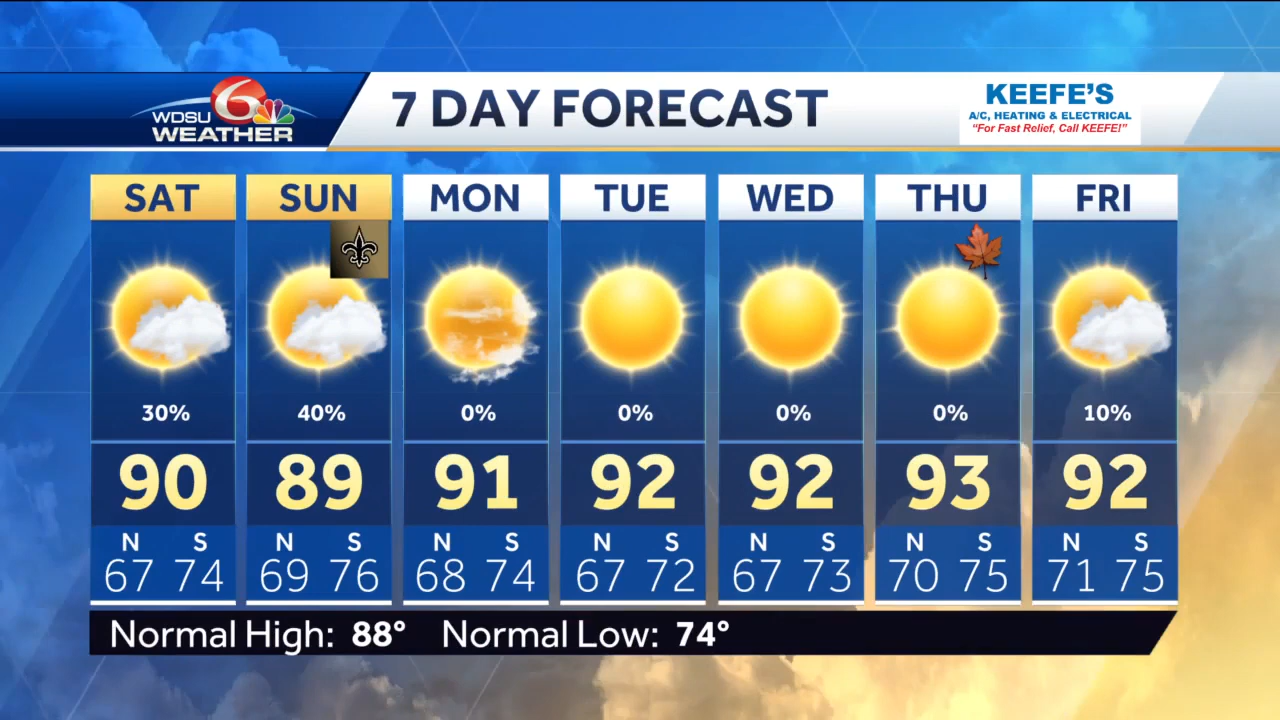 WDSU 6
WEATHER
7 DAY FORECAST
KEEFE'S
A/C, HEATING & ELECTRICAL
"For Fast Relief, Call KEEFE!"
SAT SUN MON TUE WED THU FRI
30% 40% 0% 0% 0% 0% 10%
90 89 91 92 92 93 92
N S N S N S N S N S N S N S
67 74 69 76 68 74 67 72 67 73 70 75 71 75
Normal High: 88° Normal Low: 74°